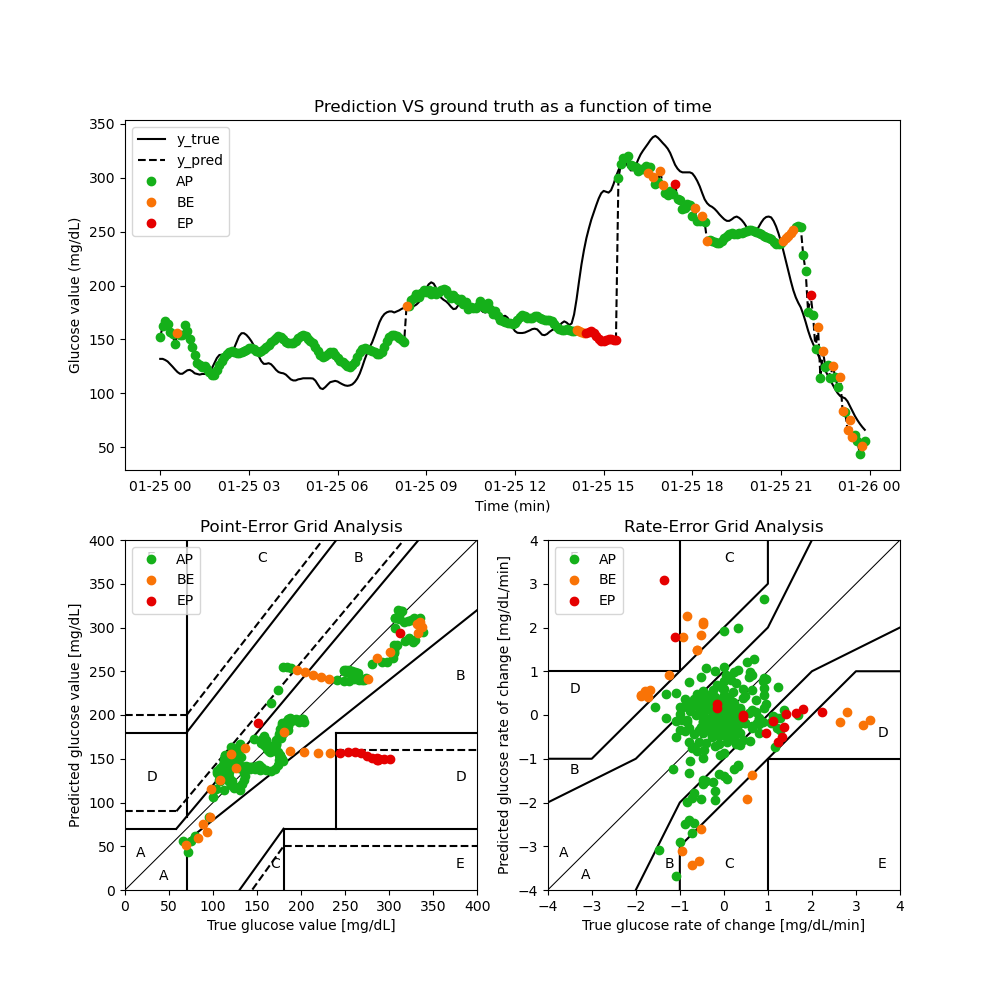 Prediction VS ground truth as a function of time
Glucose value (mg/dL)
350
300
250
200
150
100
50
y_true
y_pred
AP
BE
EP
01-25 00 01-25 03 01-25 06 01-25 09 01-25 12 01-25 15 01-25 18 01-25 21 01-26 00
Time (min)
Point-Error Grid Analysis
Predicted glucose value [mg/dL]
400
350
300
250
200
150
100
50
0
AP
BE
EP
C
B
B
D
D
A
A
C
E
0 50 100 150 200 250 300 350 400
True glucose value [mg/dL]
Rate-Error Grid Analysis
Predicted glucose rate of change [mg/dL/min]
4
3
2
1
0
−1
−2
−3
−4
AP
BE
EP
C
D
D
B
A
A
B
C
E
−4 −3 −2 −1 0 1 2 3 4
True glucose rate of change [mg/dL/min]